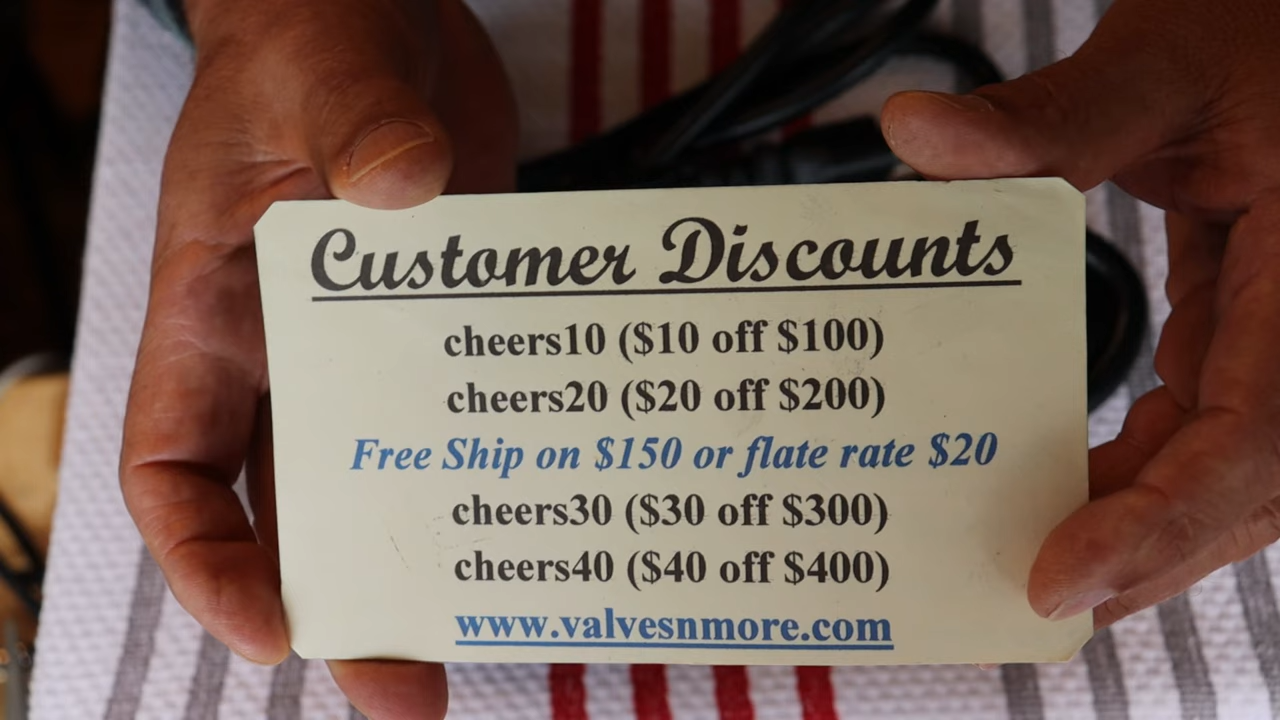 Customer Discounts
cheers10 ($10 off $100)
cheers20 ($20 off $200)
Free Ship on $150 or flate rate $20
cheers30 ($30 off $300)
cheers40 ($40 off $400)
www.valvesnmore.com